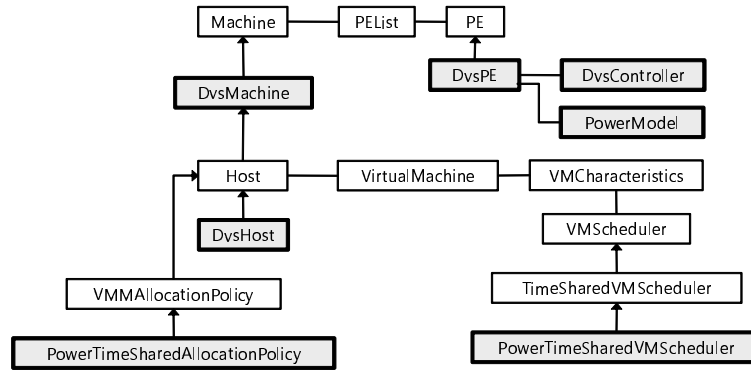 Machine
PEList
PE
DvsMachine
DvsPE
DvsController
PowerModel
Host
VirtualMachine
VMCharacteristics
DvsHost
VMScheduler
VMMAllocationPolicy
TimeSharedVMScheduler
PowerTimeSharedAllocationPolicy
PowerTimeSharedVMScheduler